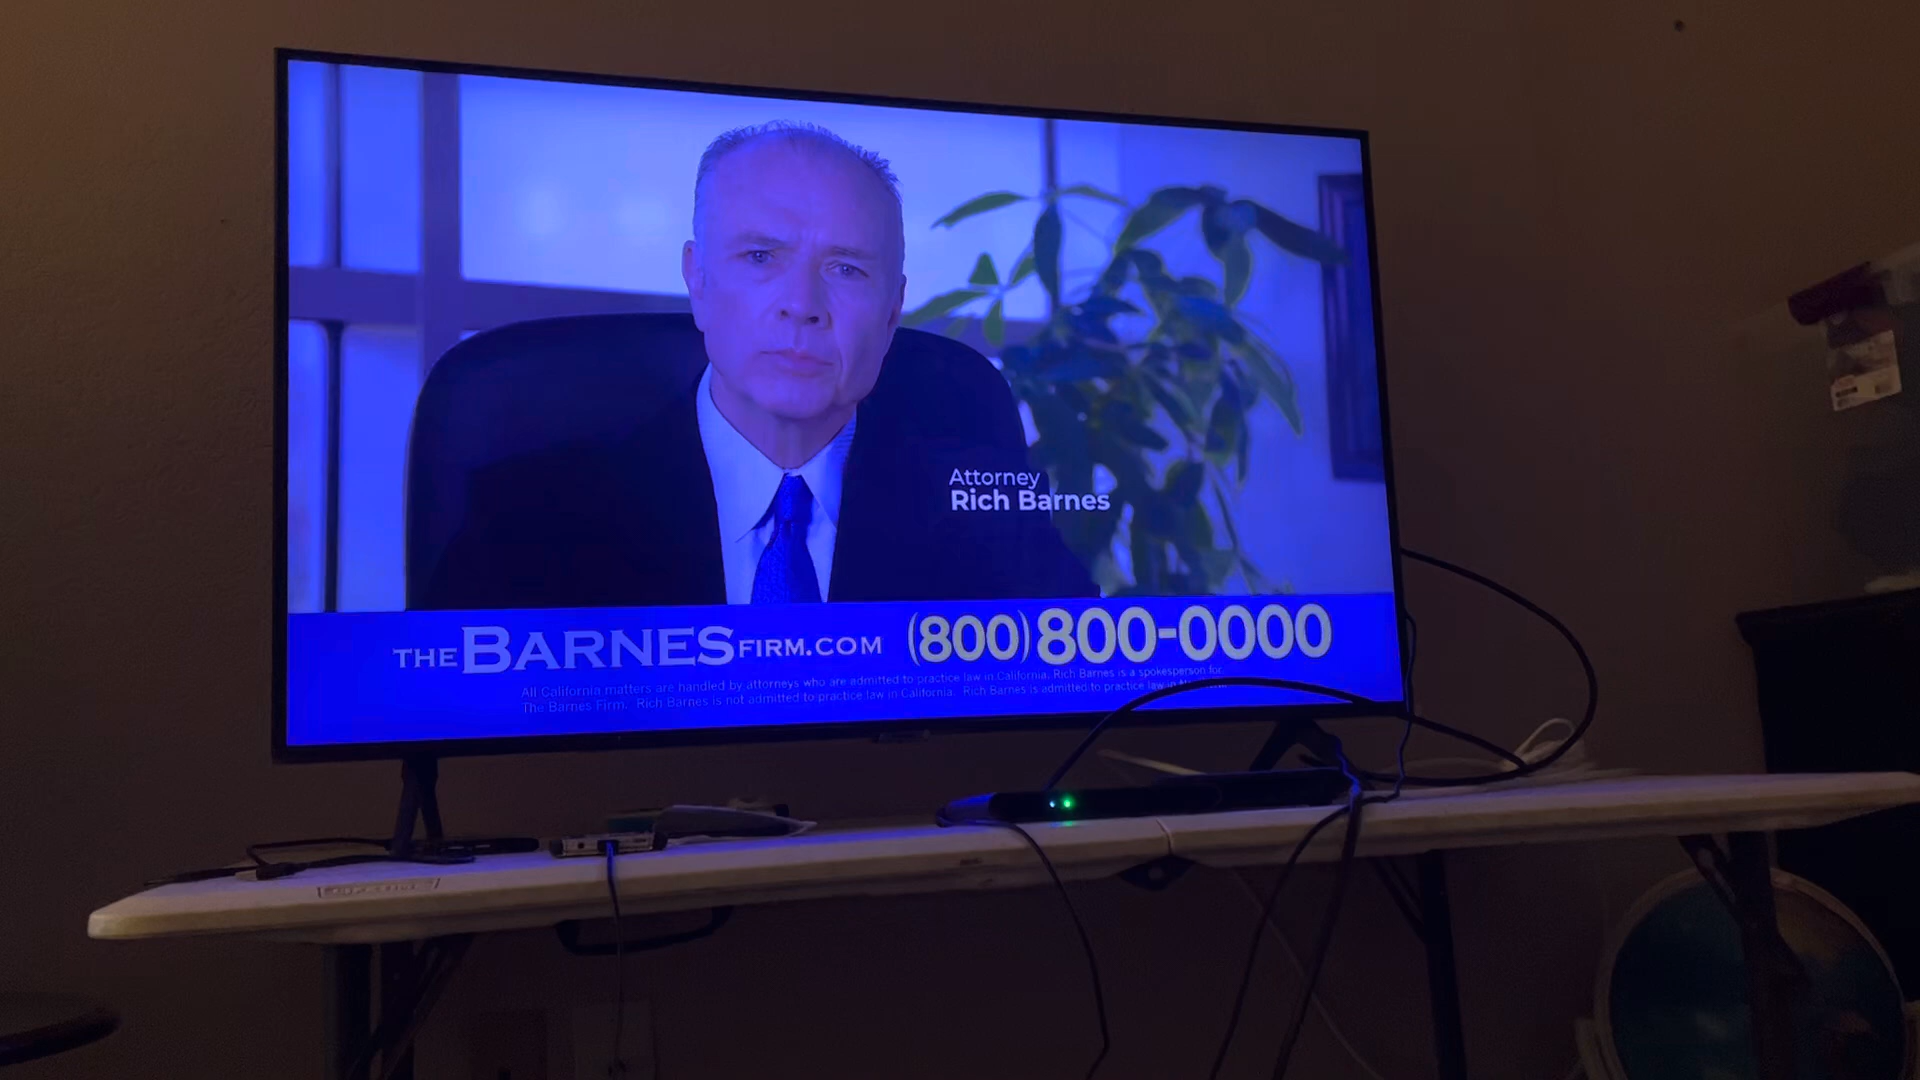 Attorney
Rich Barnes
THE BARNES FIRM.COM (800) 800-0000
All California matters are handled by attorneys who are admitted to practice law in California. Rich Barnes is a spokesperson for
The Barnes Firm. Rich Barnes is not admitted to practice law in California. Rich Barnes is admitted to practice law in